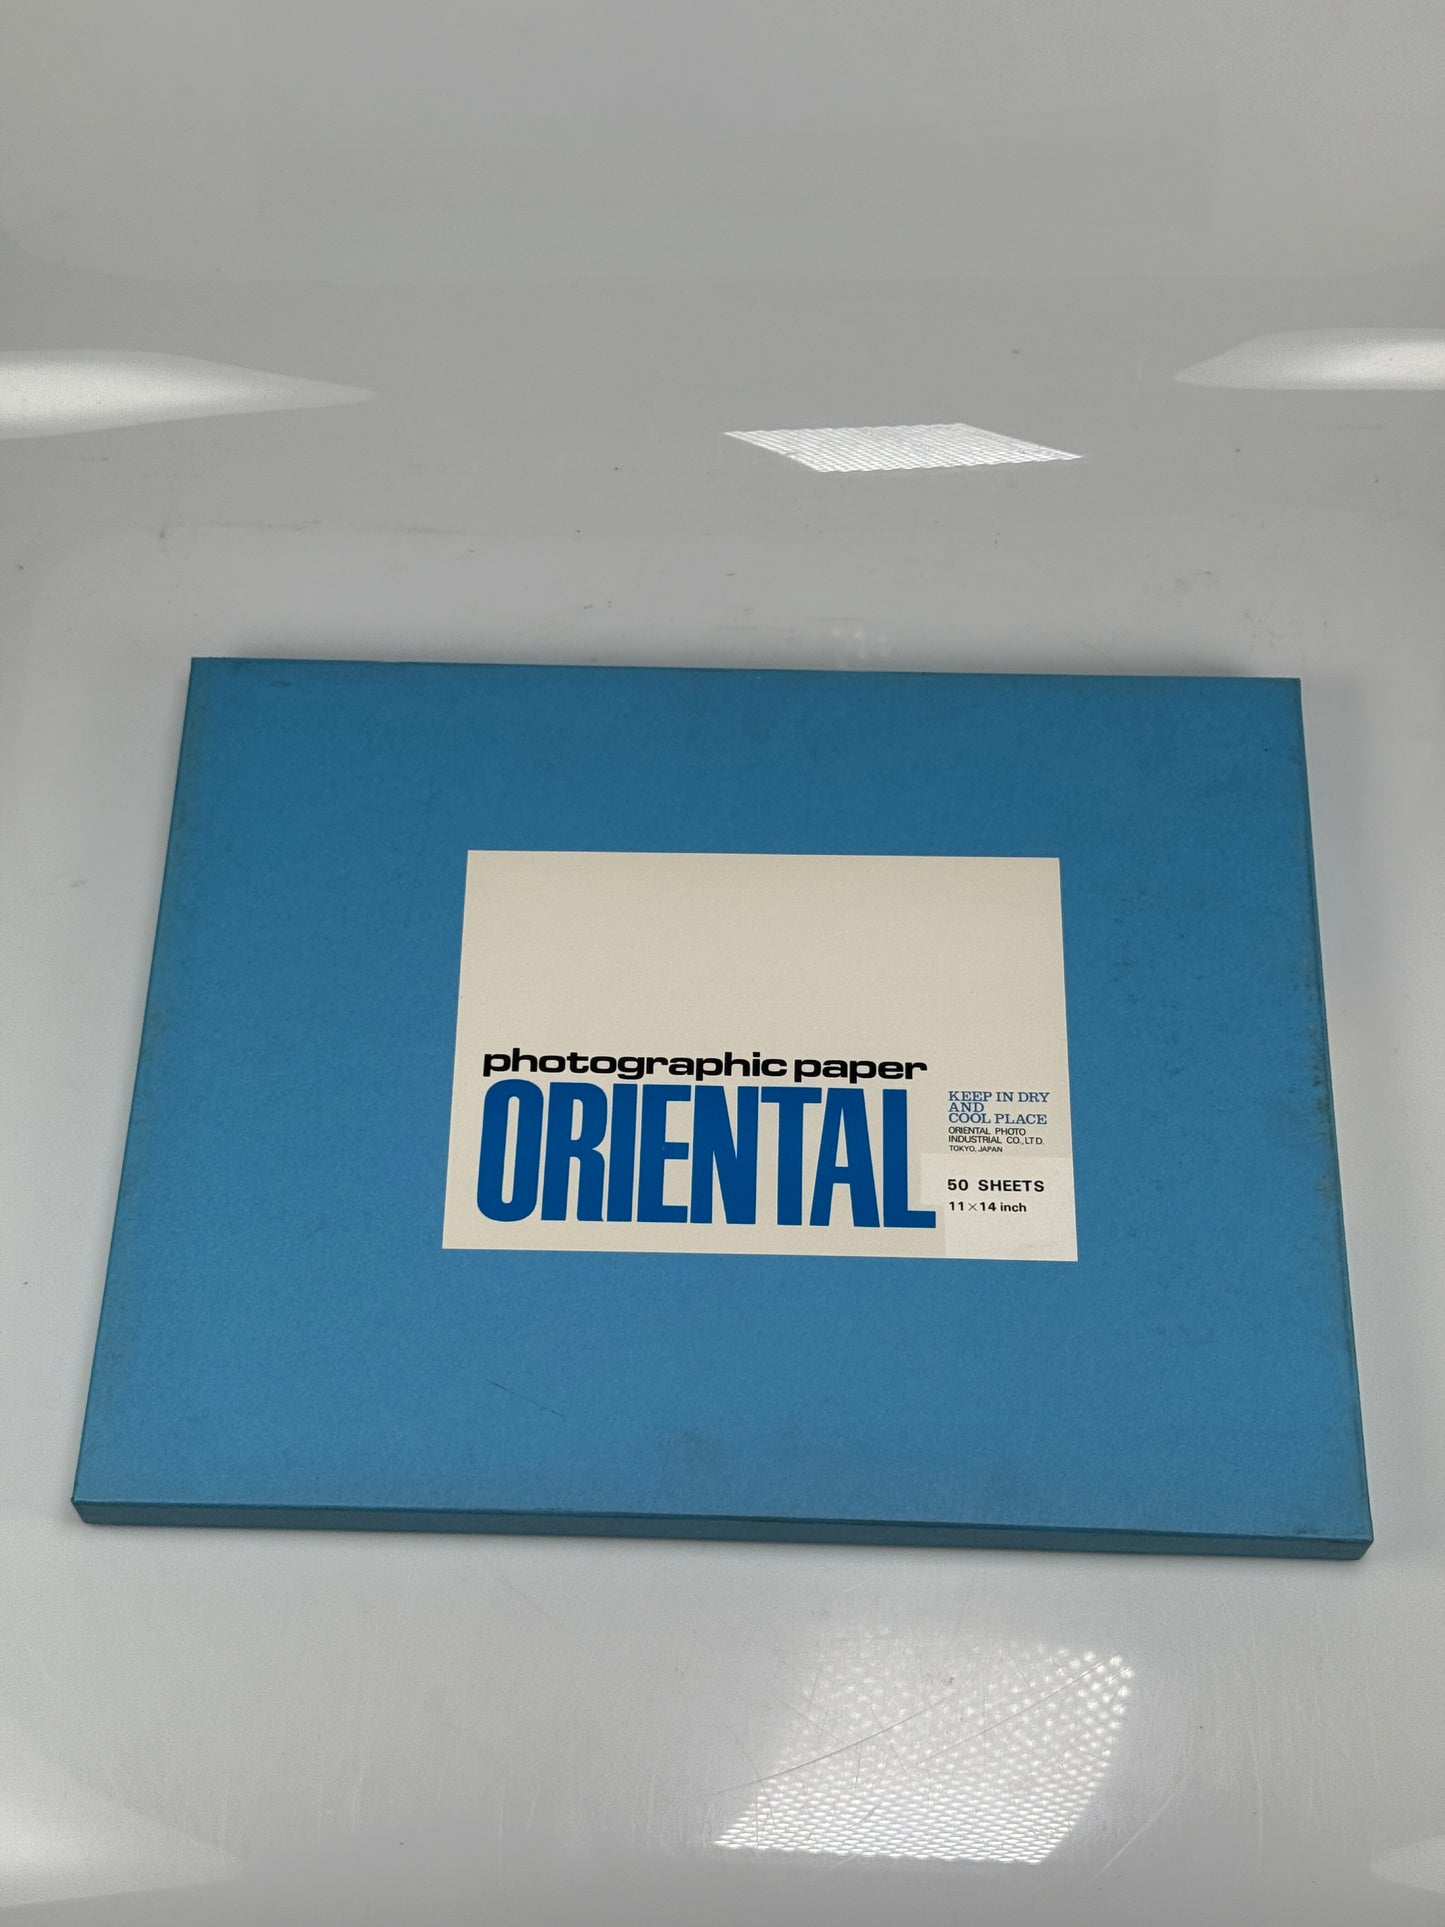 photographic paper
ORIENTAL
KEEP IN DRY
AND
COOL PLACE
ORIENTAL PHOTO
INDUSTRIAL CO., LTD.
TOKYO, JAPAN
50 SHEETS
11×14 inch